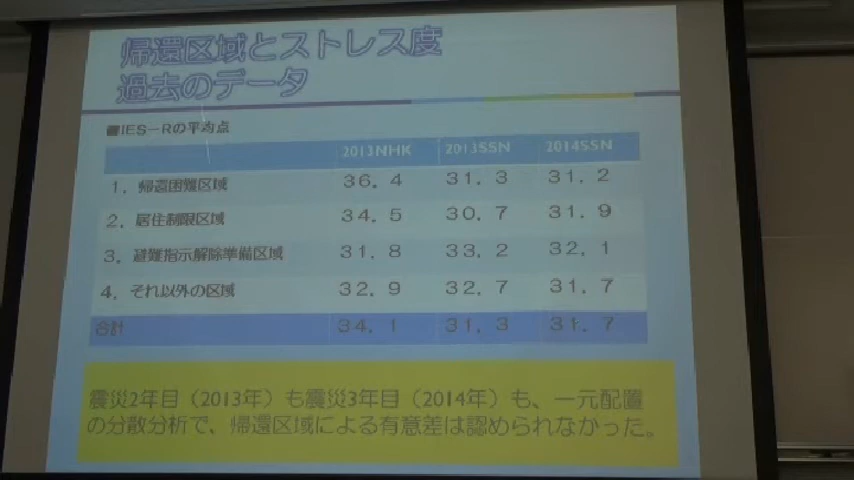 帰還区域とストレス度
過去のデータ
■IES－Rの平均点
2013NHK 2013SSN 2014SSN
1．帰還困難区域 36．4 31．3 31．2
2．居住制限区域 34．5 30．7 31．9
3．避難指示解除準備区域 31．8 33．2 32．1
4．それ以外の区域 32．9 32．7 31．7
合計 34．1 31．3 31．7
震災2年目（2013年）も震災3年目（2014年）も、一元配置
の分散分析で、帰還区域による有意差は認められなかった。